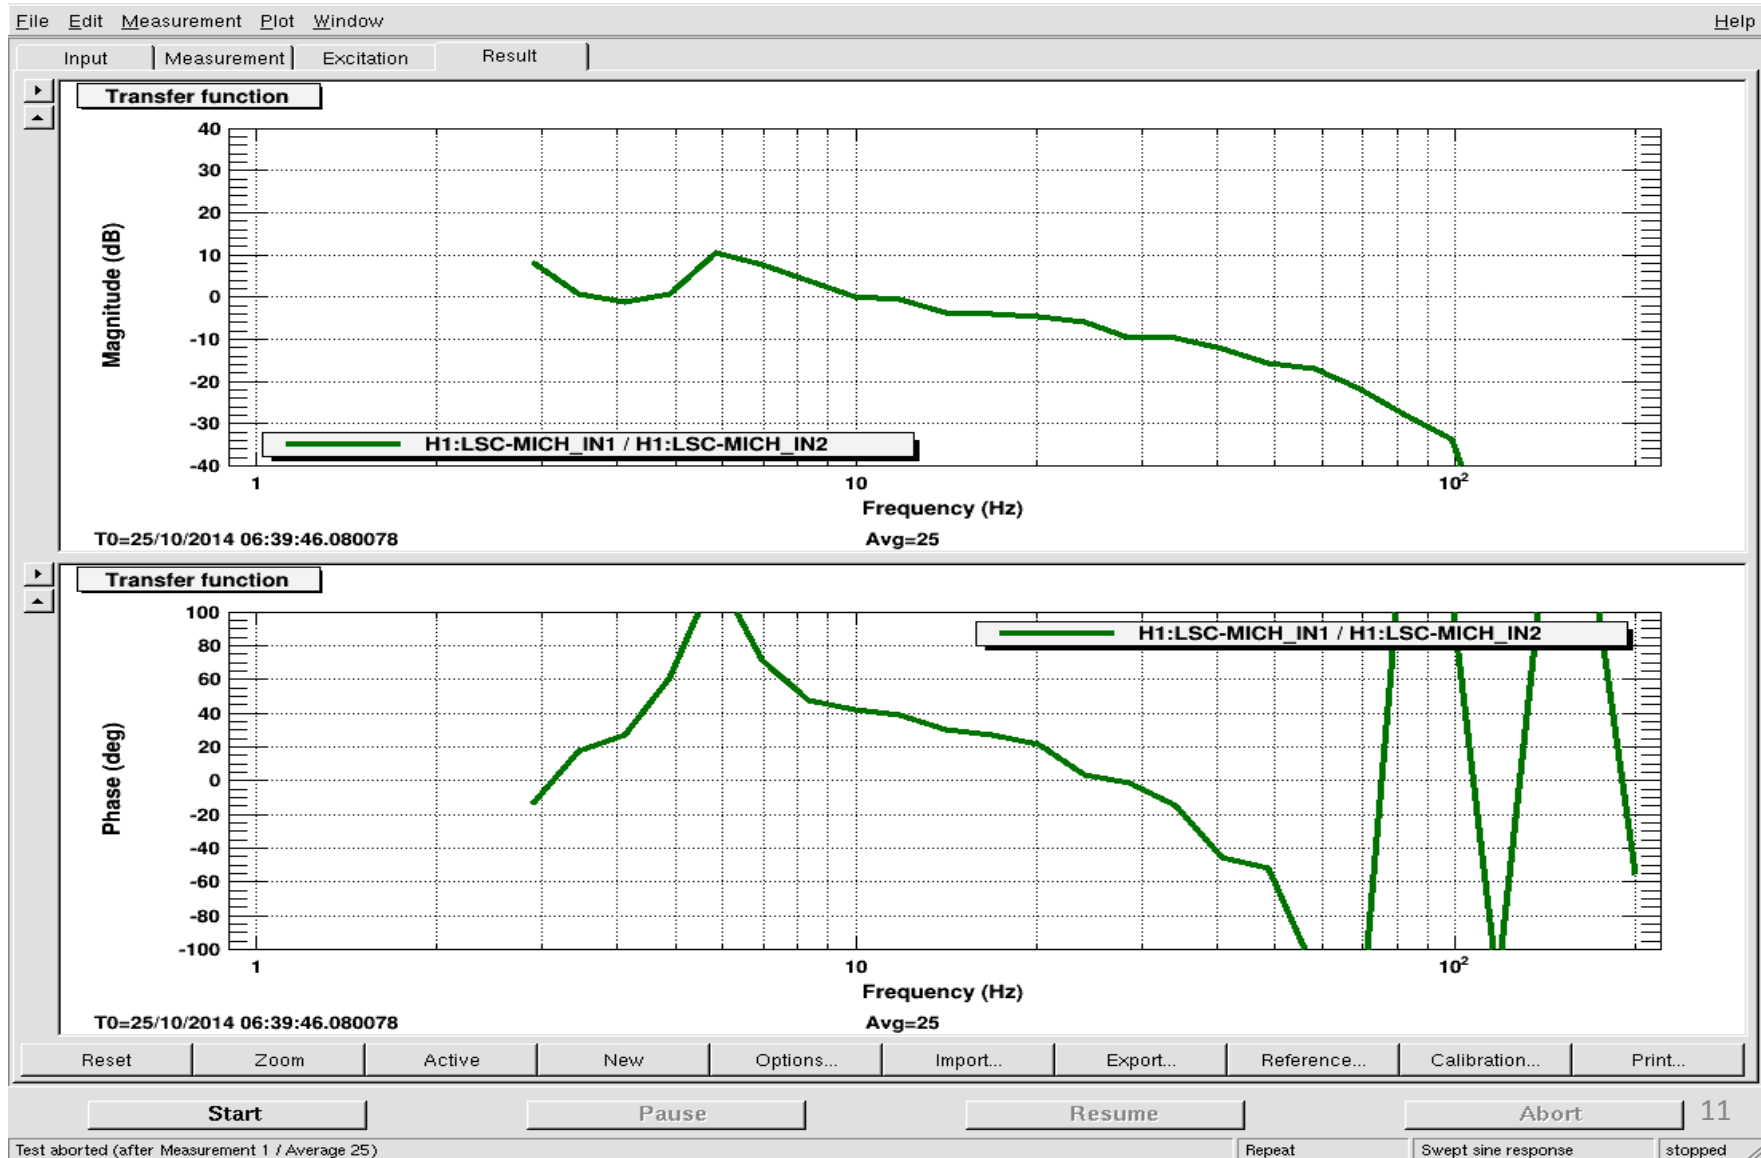 File Edit Measurement Plot Window Help
Input Measurement Excitation Result
Transfer function
40
30
20
10
0
-10
-20
-30
-40
Magnitude (dB)
H1:LSC-MICH_IN1 / H1:LSC-MICH_IN2
1 10 10²
Frequency (Hz)
T0=25/10/2014 06:39:46.080078 Avg=25
Transfer function
100
80
60
40
20
0
-20
-40
-60
-80
-100
Phase (deg)
H1:LSC-MICH_IN1 / H1:LSC-MICH_IN2
1 10 10²
Frequency (Hz)
T0=25/10/2014 06:39:46.080078 Avg=25
Reset Zoom Active New Options... Import... Export... Reference... Calibration... Print...
Start Pause Resume Abort 11
Test aborted (after Measurement 1 / Average 25) Repeat Swept sine response stopped